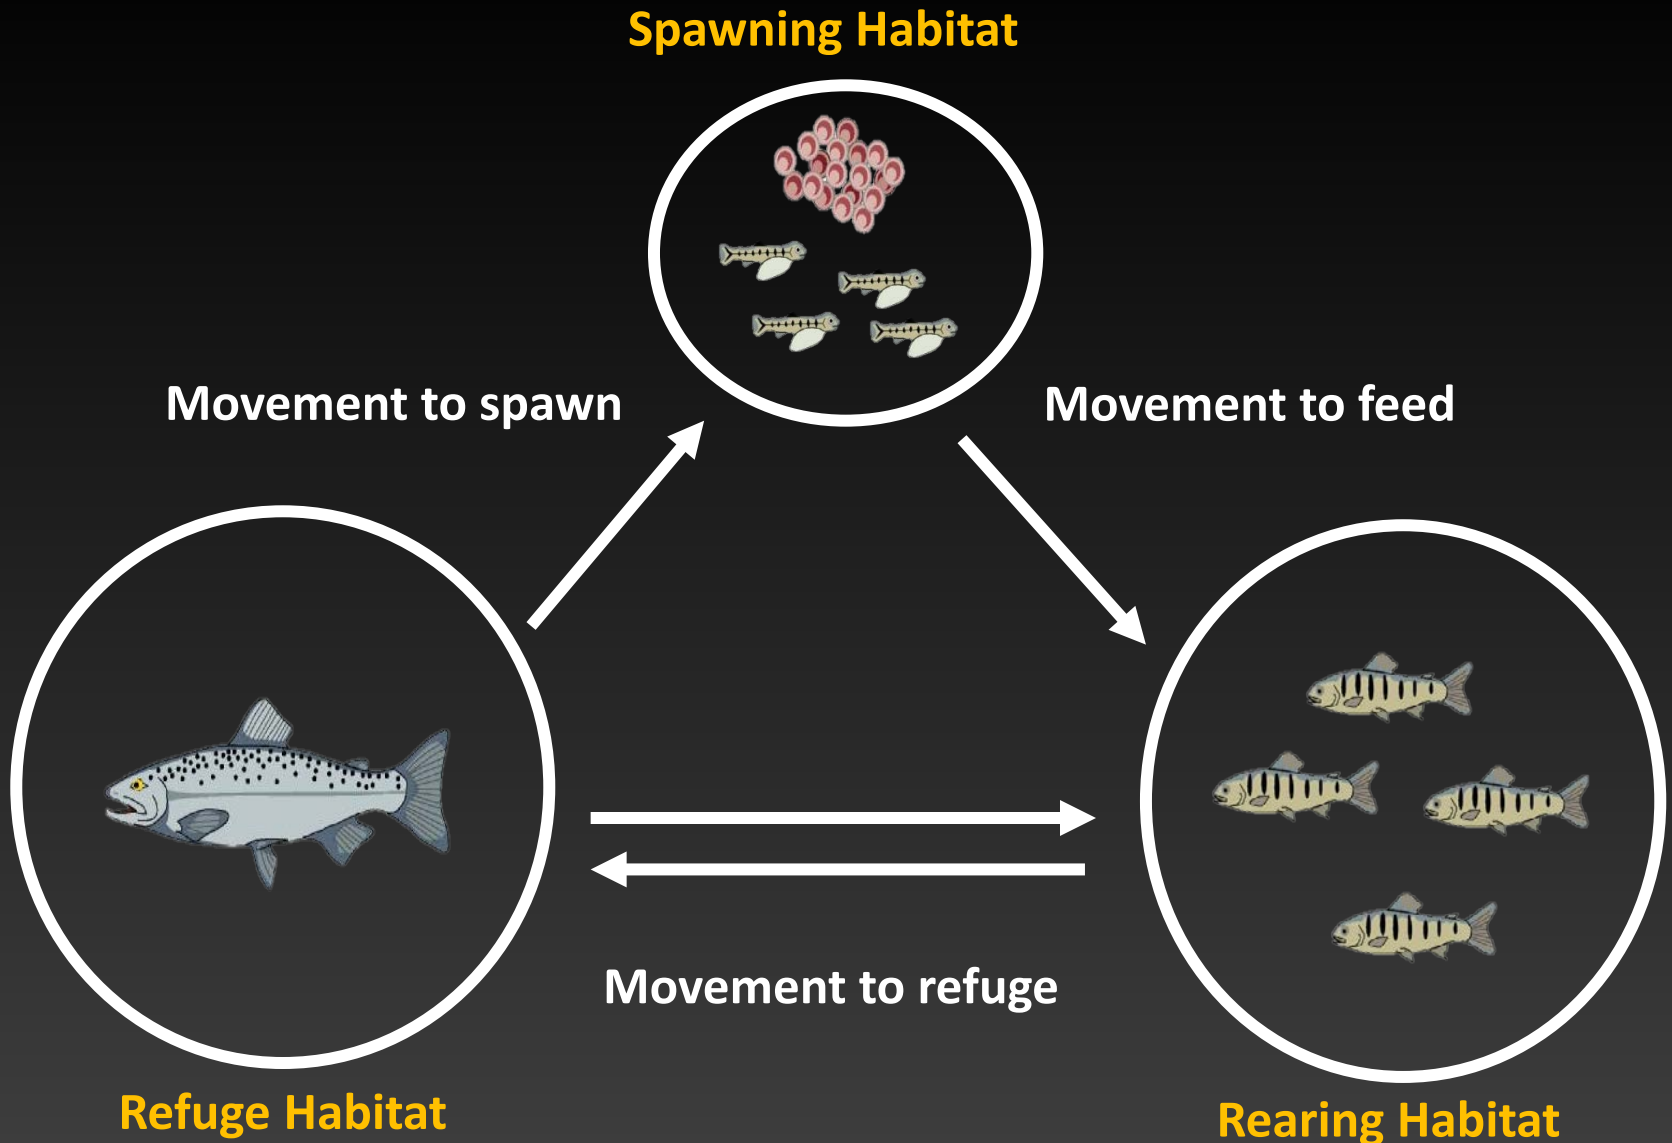 Spawning Habitat
Movement to spawn
Movement to feed
Movement to refuge
Refuge Habitat
Rearing Habitat